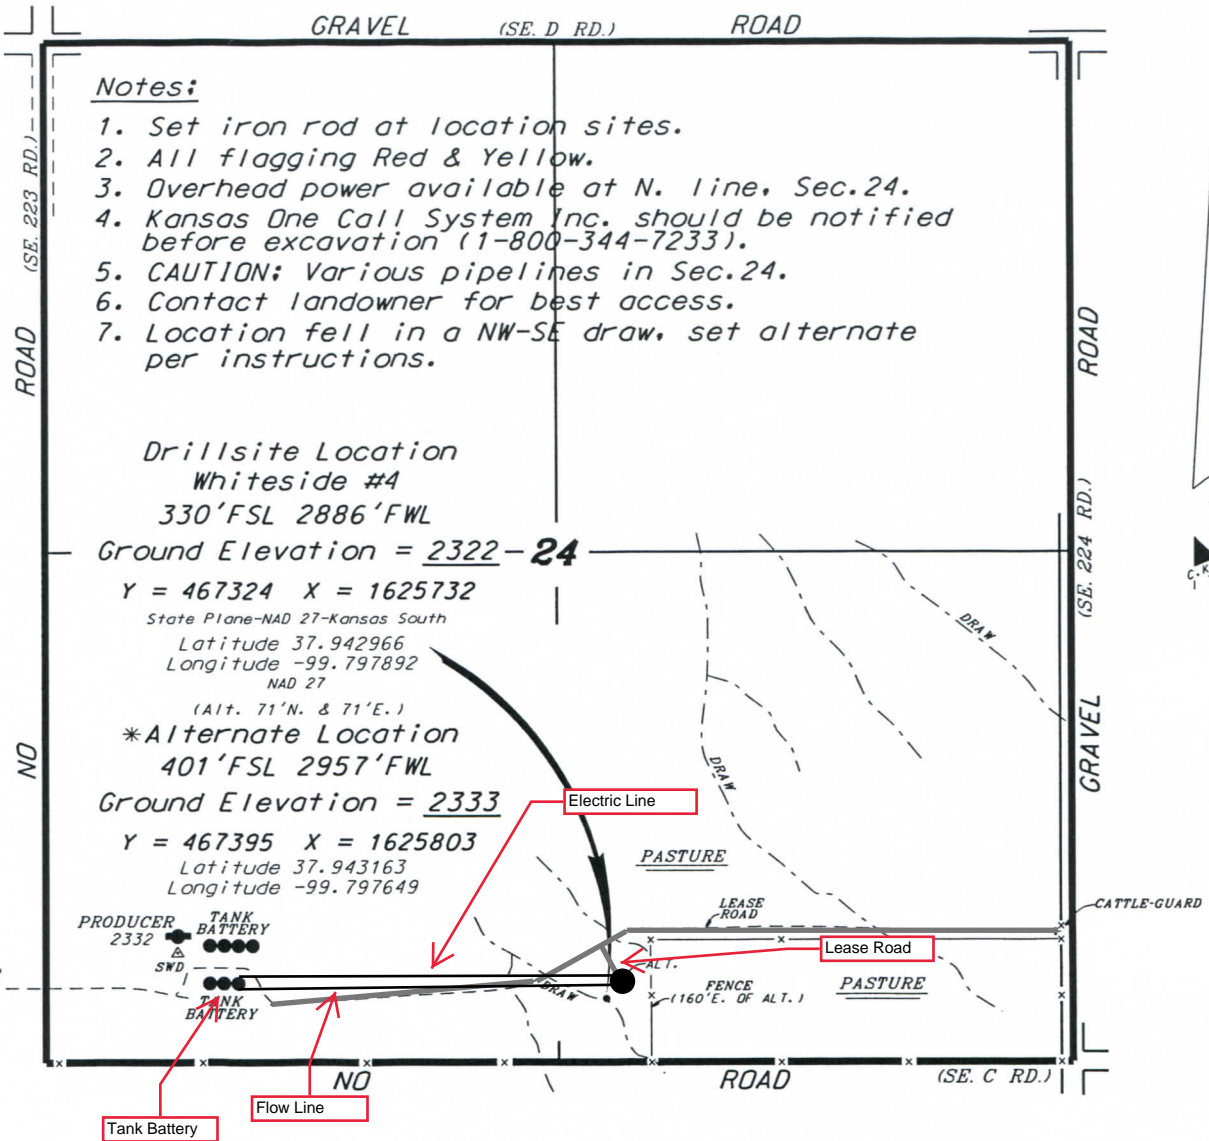 GRAVEL (SE. D RD.) ROAD
(SE. 223 RD.)
ROAD
NO
Notes:
1. Set iron rod at location sites.
2. All flagging Red & Yellow.
3. Overhead power available at N. line, Sec.24.
4. Kansas One Call System Inc. should be notified
before excavation (1-800-344-7233).
5. CAUTION: Various pipelines in Sec.24.
6. Contact landowner for best access.
7. Location fell in a NW-SE draw, set alternate
per instructions.
ROAD
(SE. 224 RD.)
GRAVEL
Drillsite Location
Whiteside #4
330'FSL 2886'FWL
Ground Elevation = 2322
24
Y = 467324 X = 1625732
State Plane-NAD 27-Kansas South
Latitude 37.942966
Longitude -99.797892
NAD 27
(Alt. 71'N. & 71'E.)
*Alternate Location
401'FSL 2957'FWL
Ground Elevation = 2333
Y = 467395 X = 1625803
Latitude 37.943163
Longitude -99.797649
Electric Line
DRAW
DRAW
PASTURE
LEASE
ROAD
CATTLE-GUARD
PRODUCER
2332
TANK
BATTERY
SWD
Lease Road
ALT.
DRAW
FENCE
(160'E. OF ALT.)
PASTURE
TANK
BATTERY
NO ROAD (SE. C RD.)
Flow Line
Tank Battery